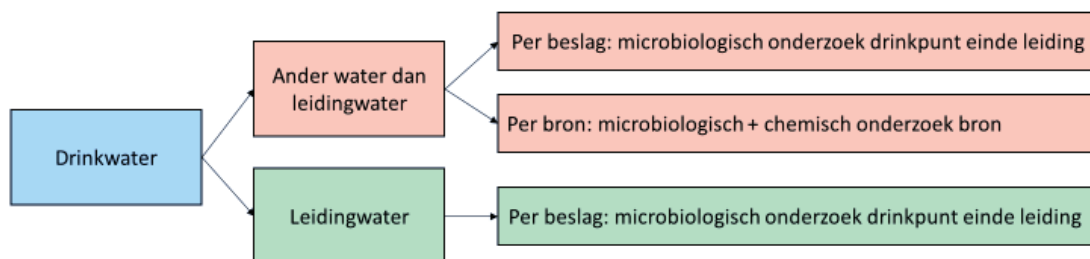 Drinkwater
Ander water dan
leidingwater
Per beslag: microbiologisch onderzoek drinkpunt einde leiding
Per bron: microbiologisch + chemisch onderzoek bron
Leidingwater
Per beslag: microbiologisch onderzoek drinkpunt einde leiding